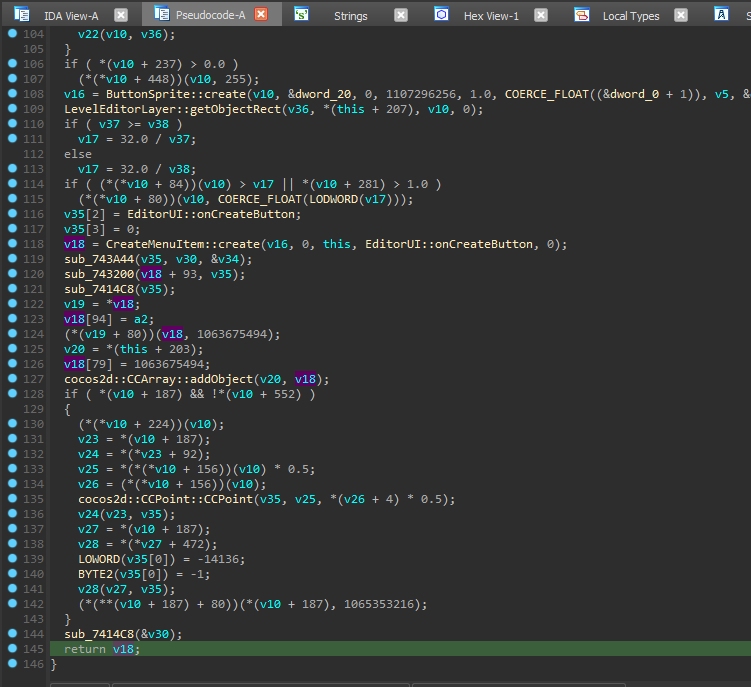 IDA View-A Pseudocode-A Strings Hex View-1 Local Types
104 v22(v10, v36);
105 }
106 if ( *(v10 + 237) > 0.0 )
107 (*(*v10 + 448))(v10, 255);
108 v16 = ButtonSprite::create(v10, &dword_20, 0, 1107296256, 1.0, COERCE_FLOAT((&dword_0 + 1)), v5, &
109 LevelEditorLayer::getObjectRect(v36, *(this + 207), v10, 0);
110 if ( v37 >= v38 )
111 v17 = 32.0 / v37;
112 else
113 v17 = 32.0 / v38;
114 if ( (*(*v10 + 84))(v10) > v17 || *(v10 + 281) > 1.0 )
115 (*(*v10 + 80))(v10, COERCE_FLOAT(LODWORD(v17)));
116 v35[2] = EditorUI::onCreateButton;
117 v35[3] = 0;
118 v18 = CreateMenuItem::create(v16, 0, this, EditorUI::onCreateButton, 0);
119 sub_743A44(v35, v30, &v34);
120 sub_743200(v18 + 93, v35);
121 sub_7414C8(v35);
122 v19 = *v18;
123 v18[94] = a2;
124 (*(v19 + 80))(v18, 1063675494);
125 v20 = *(this + 203);
126 v18[79] = 1063675494;
127 cocos2d::CCArray::addObject(v20, v18);
128 if ( *(v10 + 187) && !*(v10 + 552) )
129 {
130 (*(*v10 + 224))(v10);
131 v23 = *(v10 + 187);
132 v24 = *(*v23 + 92);
133 v25 = *(*(*v10 + 156))(v10) * 0.5;
134 v26 = (*(*v10 + 156))(v10);
135 cocos2d::CCPoint::CCPoint(v35, v25, *(v26 + 4) * 0.5);
136 v24(v23, v35);
137 v27 = *(v10 + 187);
138 v28 = *(*v27 + 472);
139 LOWORD(v35[0]) = -14136;
140 BYTE2(v35[0]) = -1;
141 v28(v27, v35);
142 (*(**(v10 + 187) + 80))(*(v10 + 187), 1065353216);
143 }
144 sub_7414C8(&v30);
145 return v18;
146 }